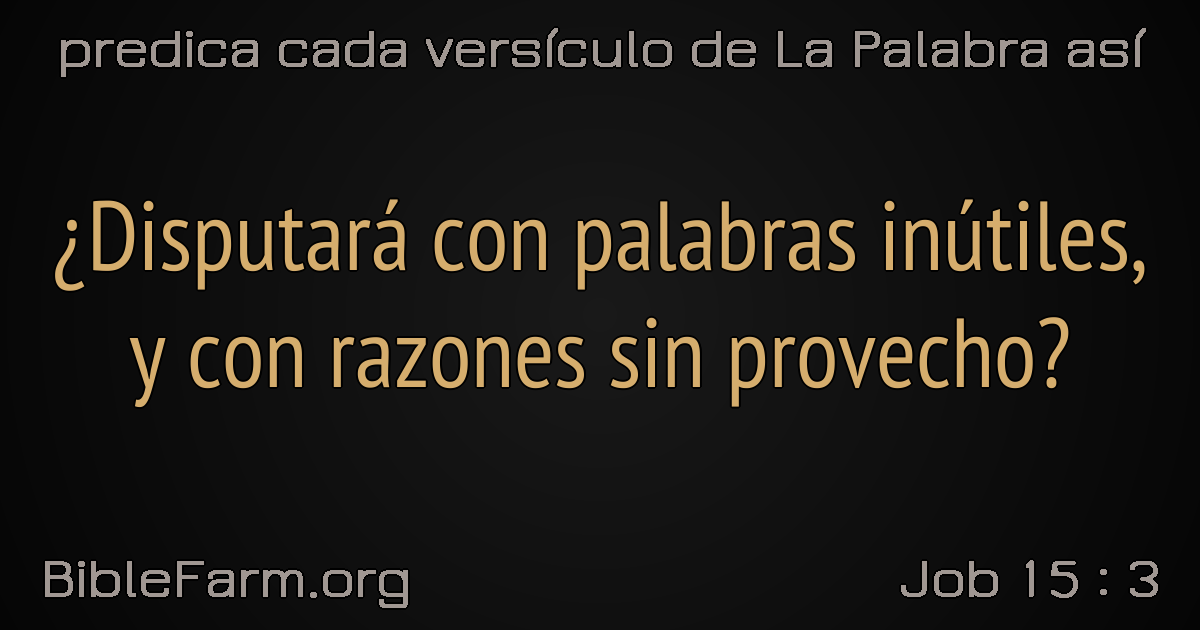 predica cada versículo de La Palabra así
¿Disputará con palabras inútiles,
y con razones sin provecho?
BibleFarm.org
Job 15 : 3